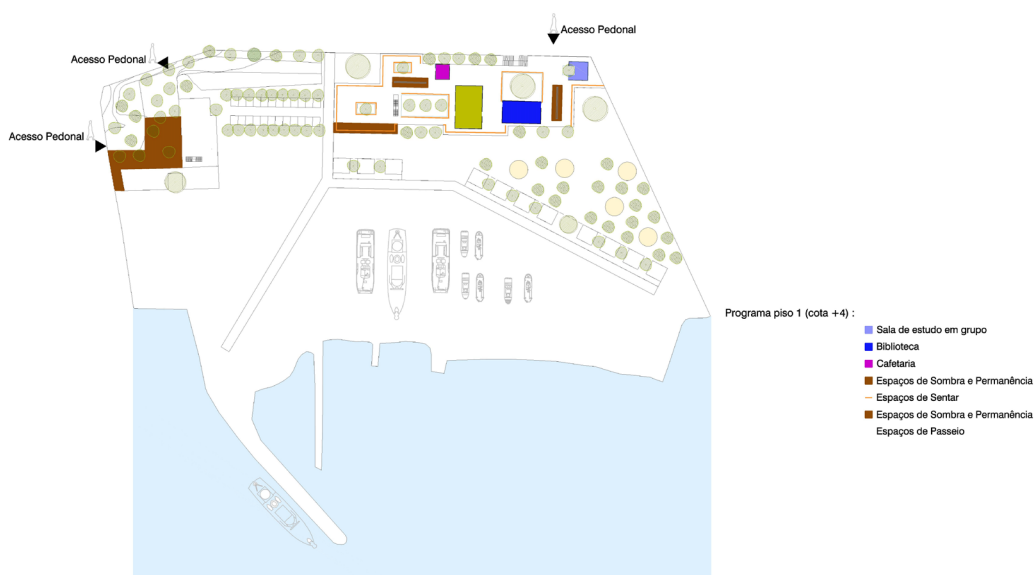 Acesso Pedonal
Acesso Pedonal
Acesso Pedonal
Programa piso 1 (cota +4) :
Sala de estudo em grupo
Biblioteca
Cafetaria
Espaços de Sombra e Permanência
Espaços de Sentar
Espaços de Sombra e Permanência
Espaços de Passeio